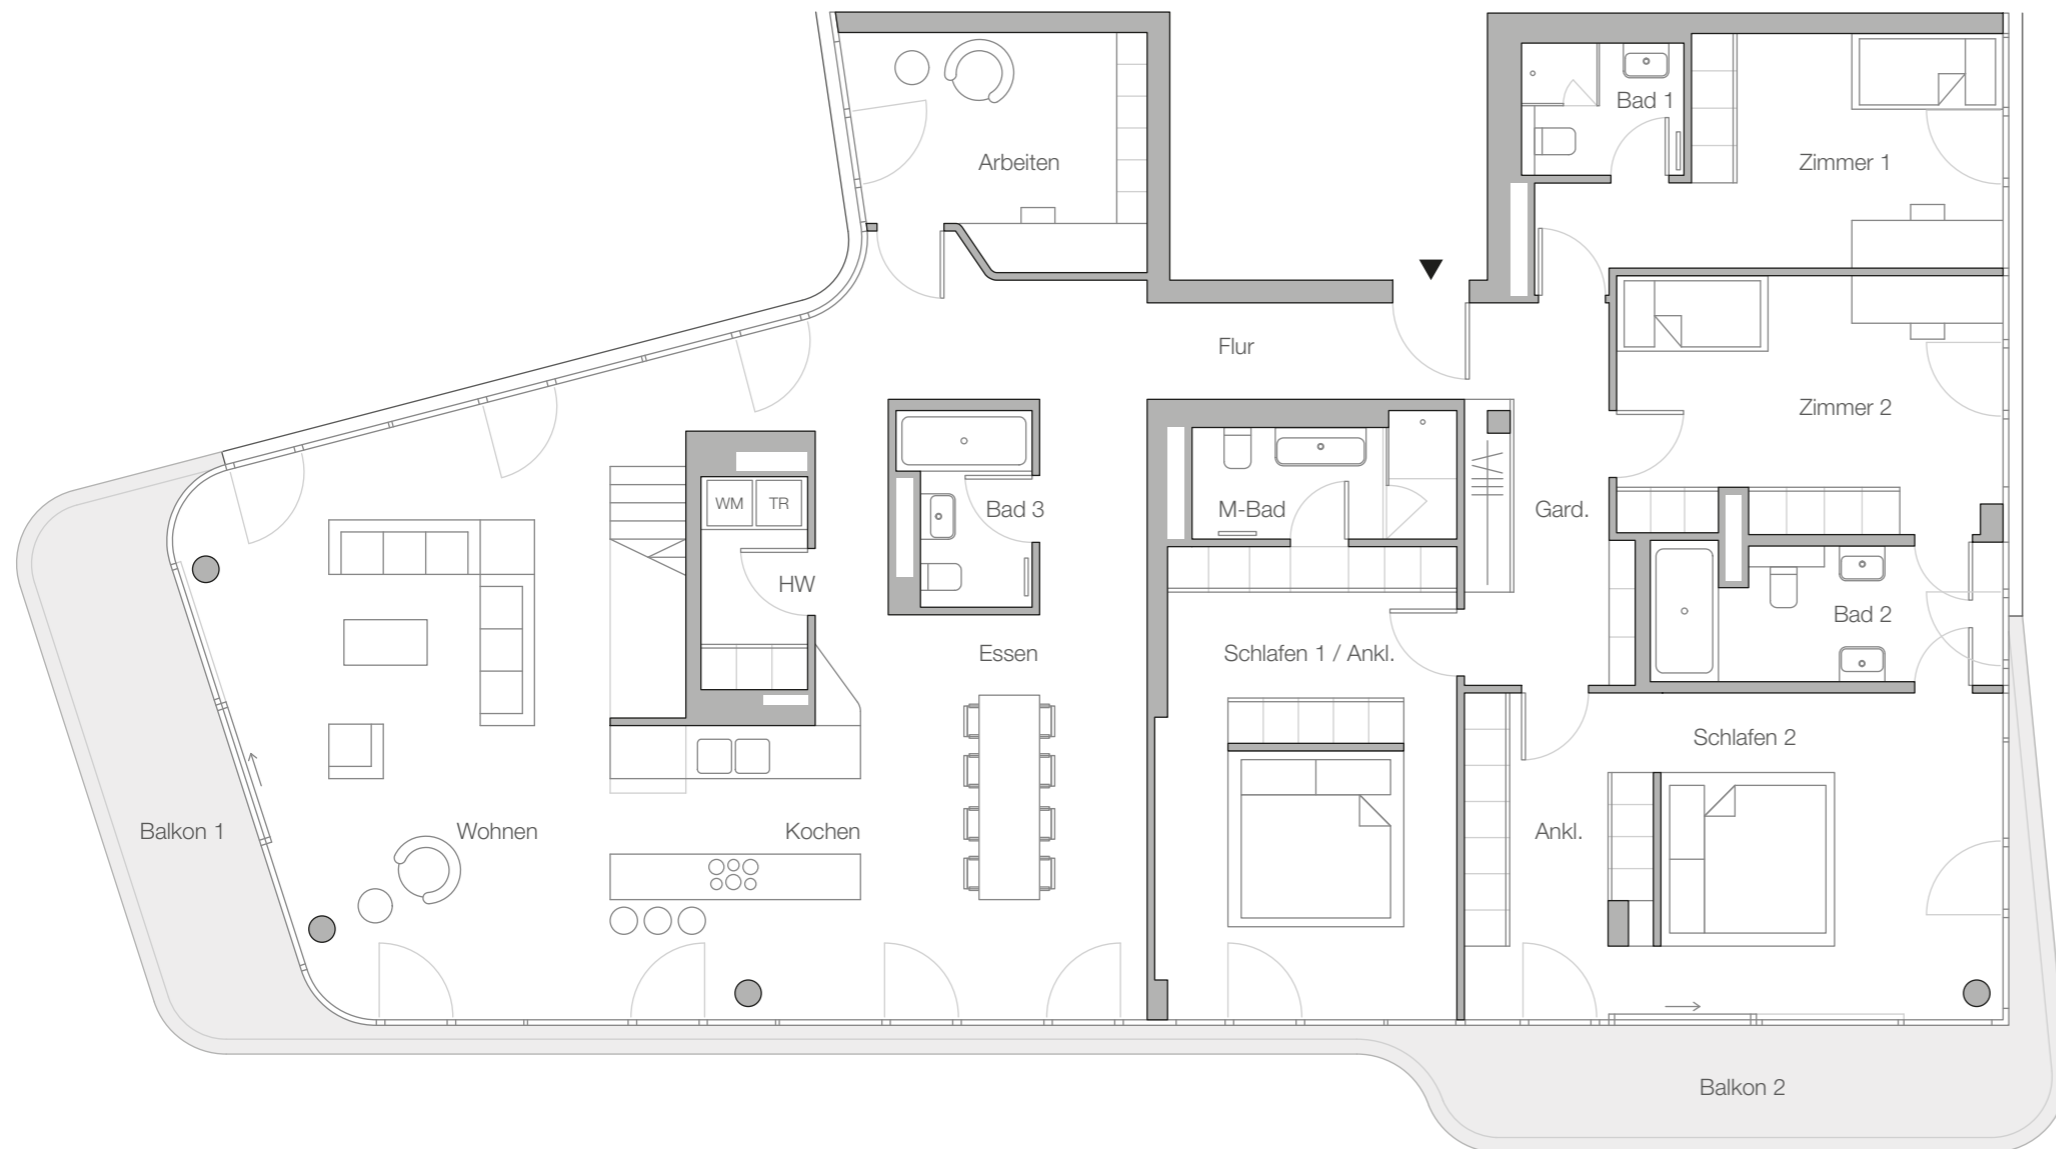 Bad 1
Arbeiten
Zimmer 1
Flur
Zimmer 2
WM
TR
Bad 3
M-Bad
Gard.
HW
Bad 2
Essen
Schlafen 1 / Ankl.
Schlafen 2
Balkon 1
Wohnen
Kochen
Ankl.
Balkon 2